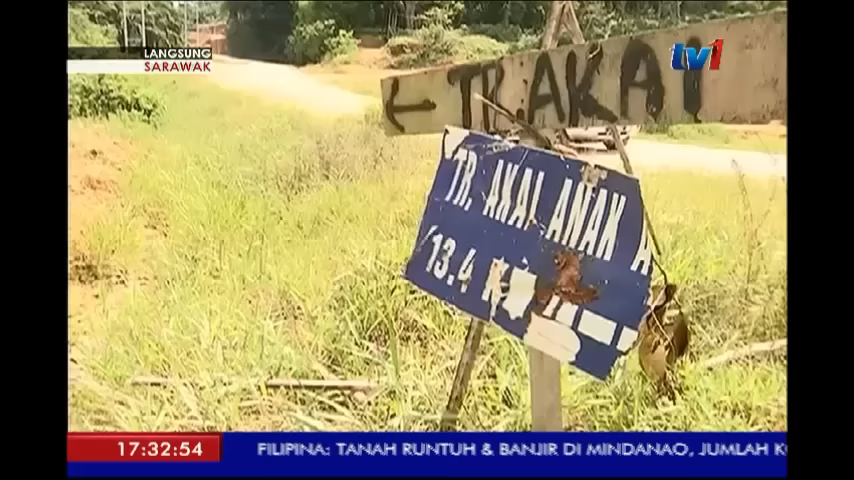 LANGSUNG
SARAWAK
tv1
← TR. AKAI
TR. AKAI ANAK
(13.4
17:32:54
FILIPINA: TANAH RUNTUH & BANJIR DI MINDANAO, JUMLAH